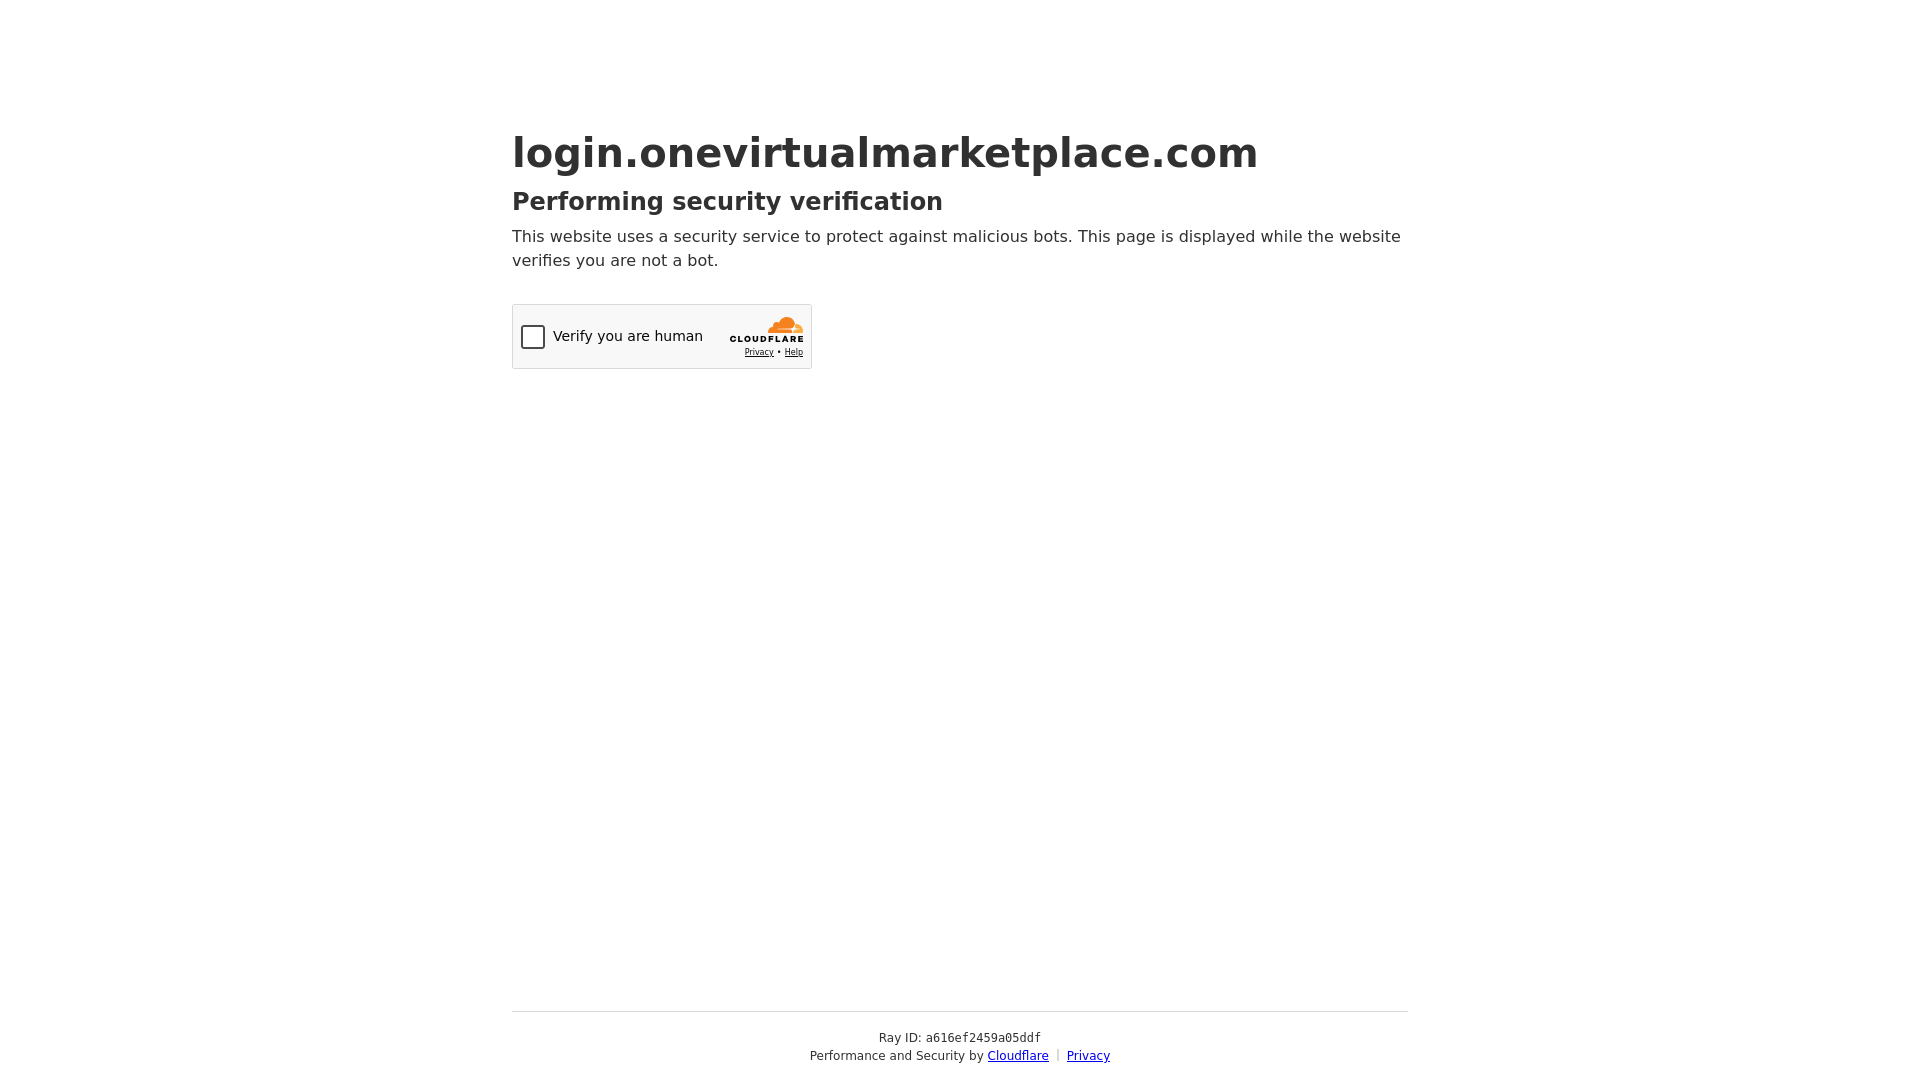 login.onevirtualmarketplace.com
Performing security verification
This website uses a security service to protect against malicious bots. This page is displayed while the website
verifies you are not a bot.
Verify you are human
CLOUDFLARE
Privacy • Help
Ray ID: a616ef2459a05ddf
Performance and Security by Cloudflare | Privacy